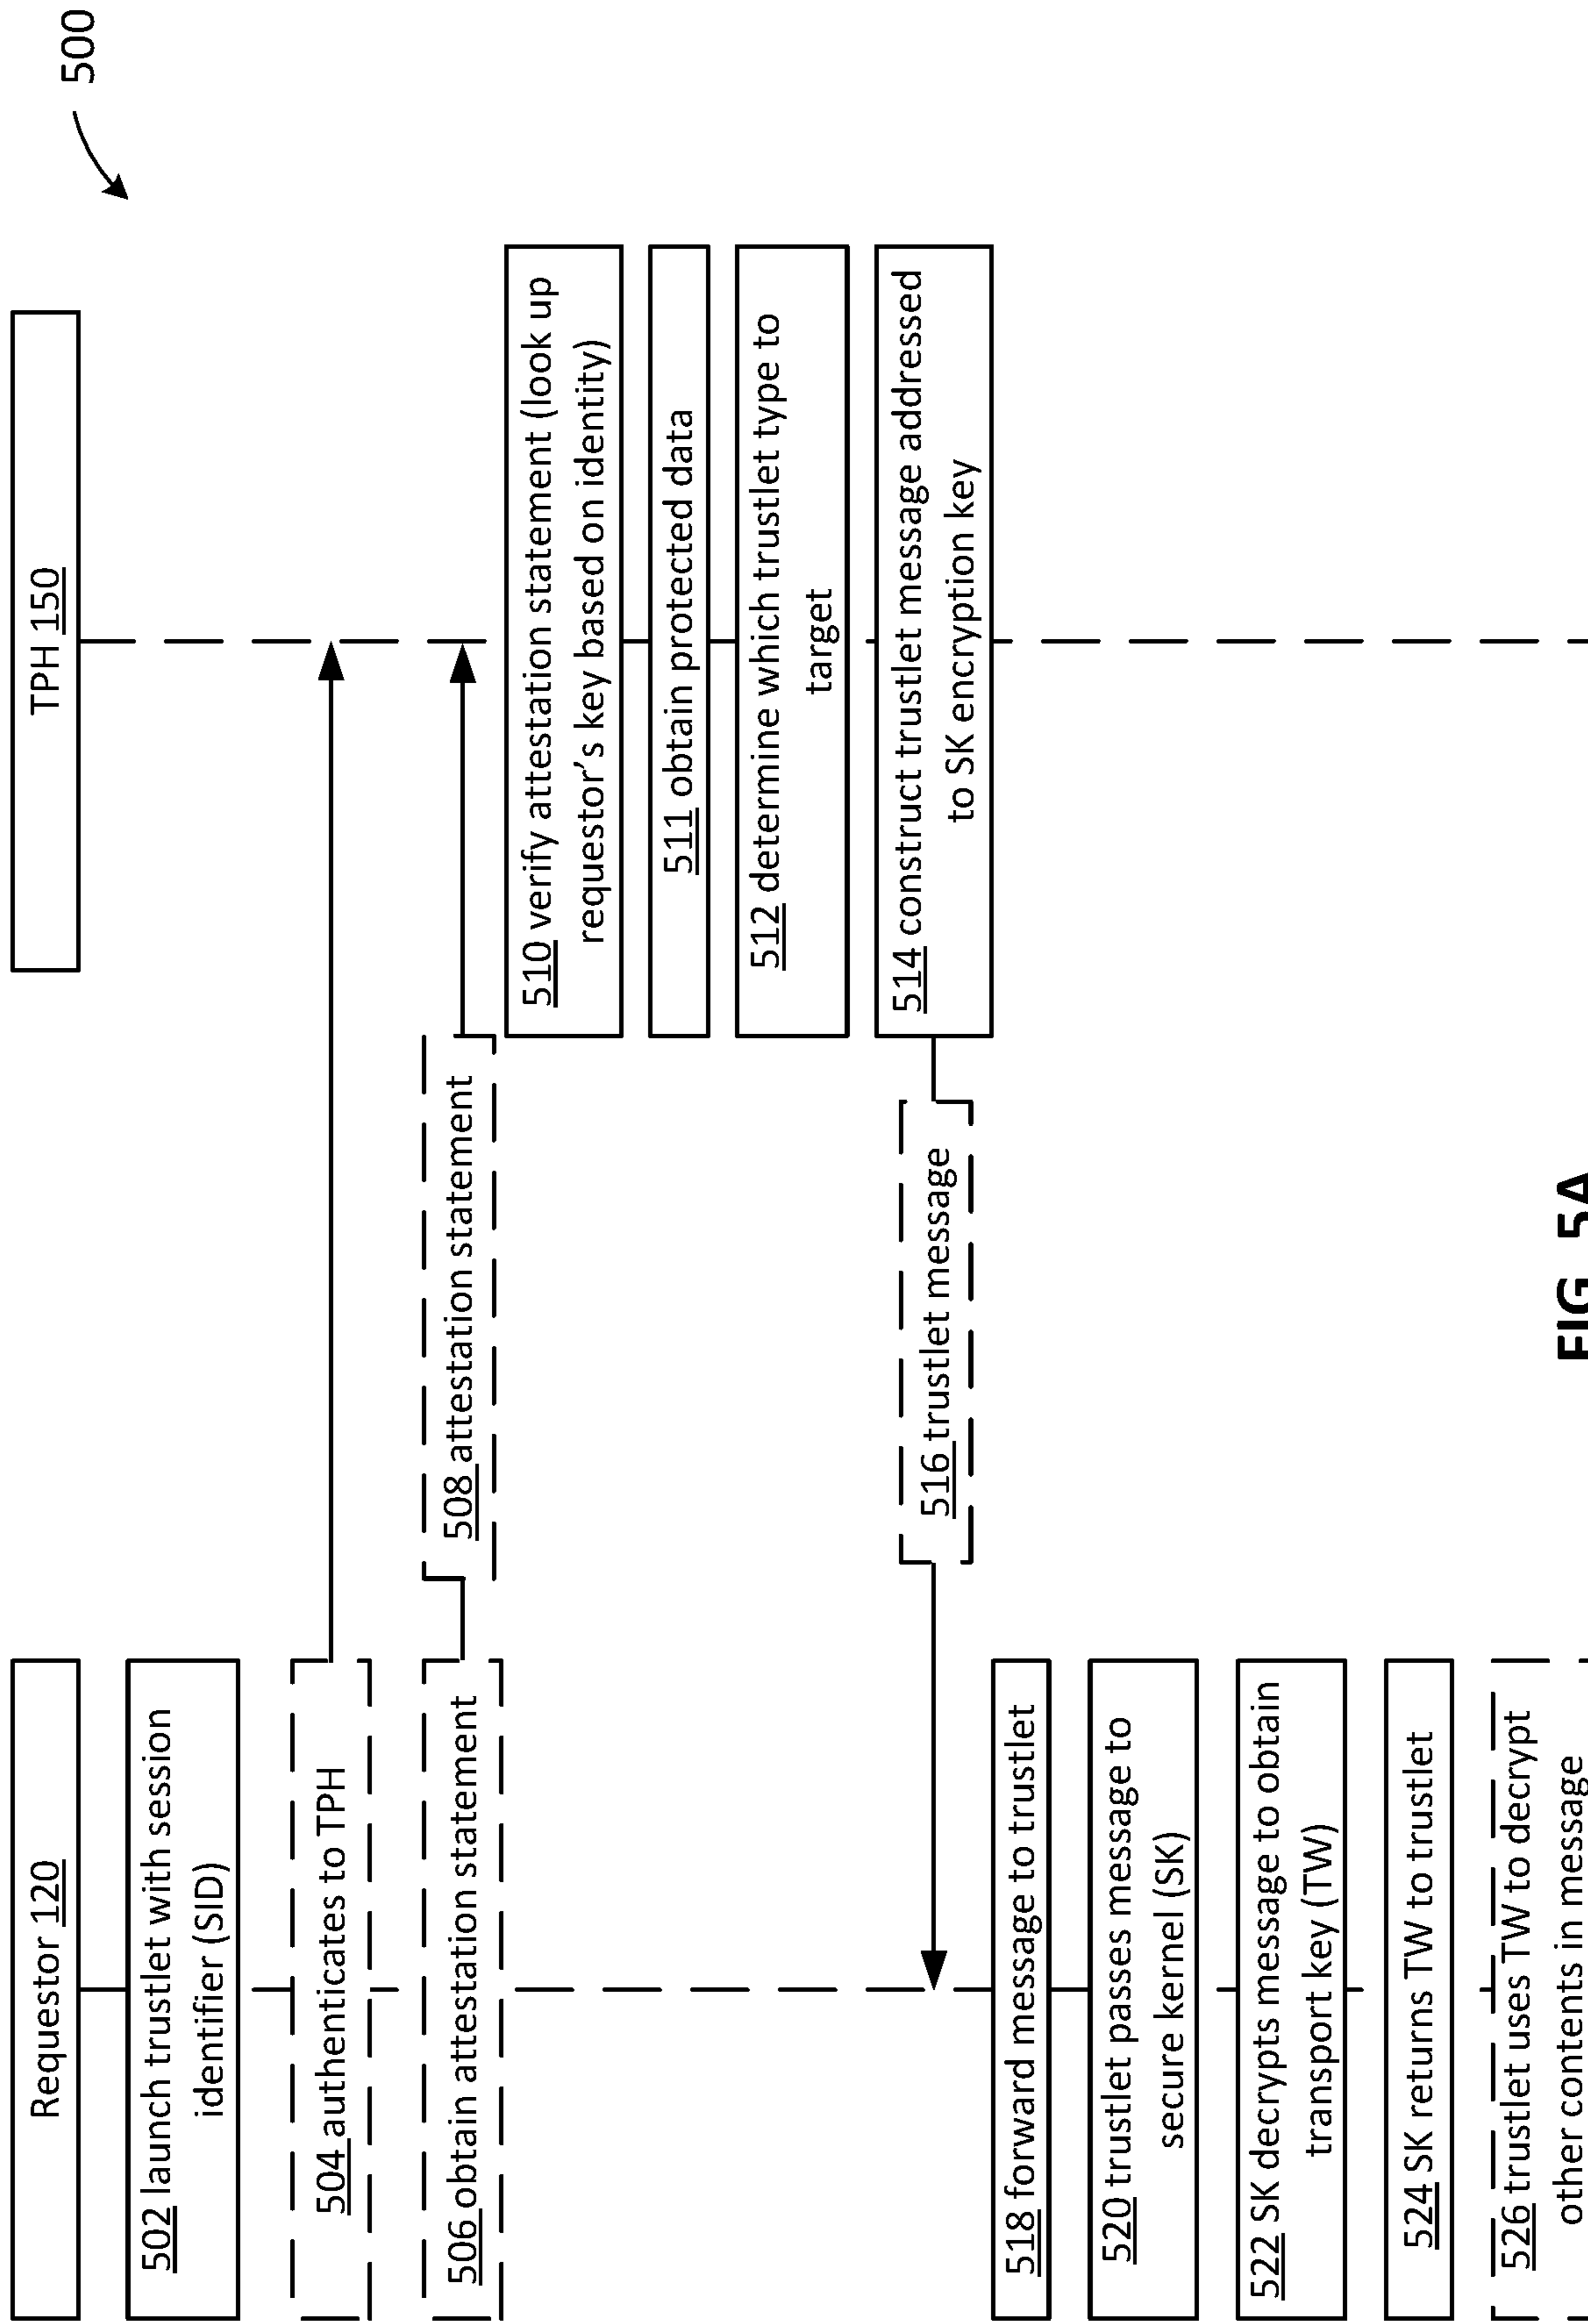 500
Requestor 120
TPH 150
502 launch trustlet with session
identifier (SID)
504 authenticates to TPH
506 obtain attestation statement
508 attestation statement
510 verify attestation statement (look up
requestor's key based on identity)
511 obtain protected data
512 determine which trustlet type to
target
514 construct trustlet message addressed
to SK encryption key
516 trustlet message
518 forward message to trustlet
520 trustlet passes message to
secure kernel (SK)
522 SK decrypts message to obtain
transport key (TW)
524 SK returns TW to trustlet
526 trustlet uses TW to decrypt
other contents in message
FIG. 5A